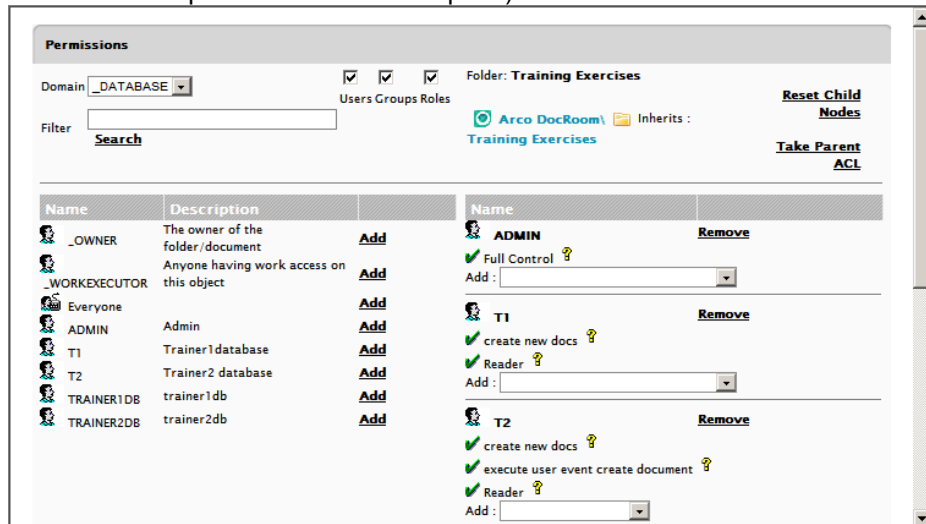 Permissions
Domain _DATABASE
Users Groups Roles
Filter
Search
Folder: Training Exercises
Arco DocRoom\ Inherits :
Training Exercises
Reset Child
Nodes
Take Parent
ACL
Name Description
_OWNER The owner of the
folder/document Add
_WORKEXECUTOR Anyone having work access on
this object Add
Everyone Add
ADMIN Admin Add
T1 Trainer1database Add
T2 Trainer2 database Add
TRAINER1DB trainer1db Add
TRAINER2DB trainer2db Add
Name
ADMIN Remove
Full Control ?
Add :
T1 Remove
create new docs ?
Reader ?
Add :
T2 Remove
create new docs ?
execute user event create document ?
Reader ?
Add :